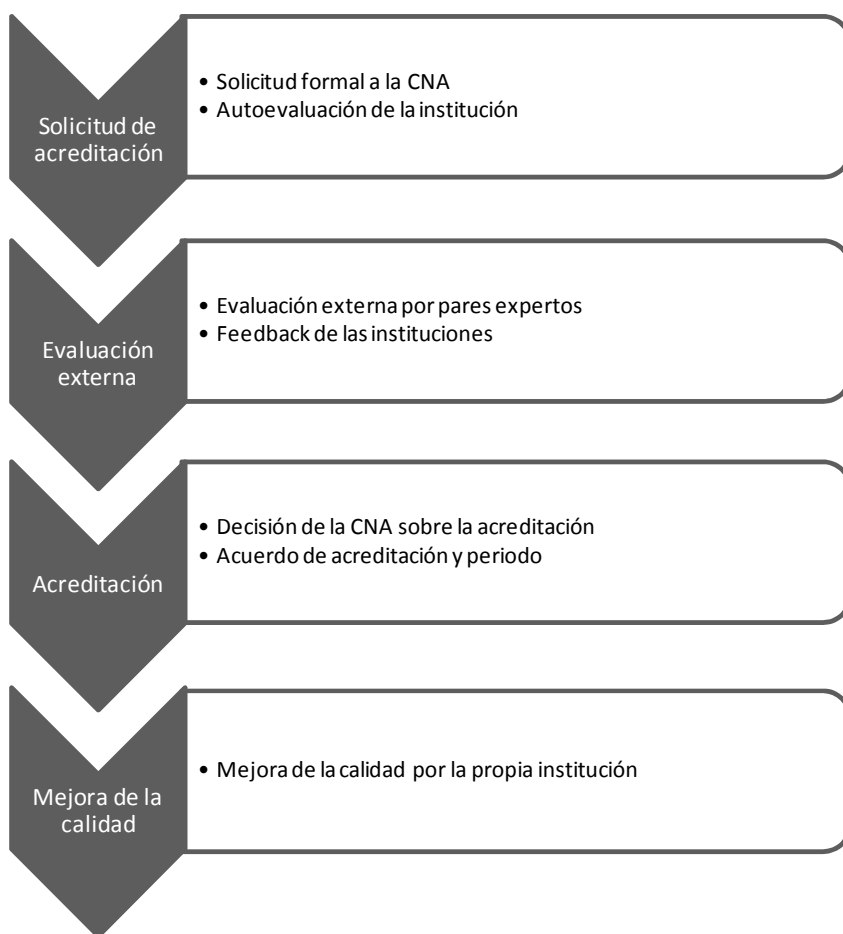 Solicitud de
acreditación
• Solicitud formal a la CNA
• Autoevaluación de la institución
Evaluación
externa
• Evaluación externa por pares expertos
• Feedback de las instituciones
Acreditación
• Decisión de la CNA sobre la acreditación
• Acuerdo de acreditación y periodo
Mejora de la
calidad
• Mejora de la calidad por la propia institución